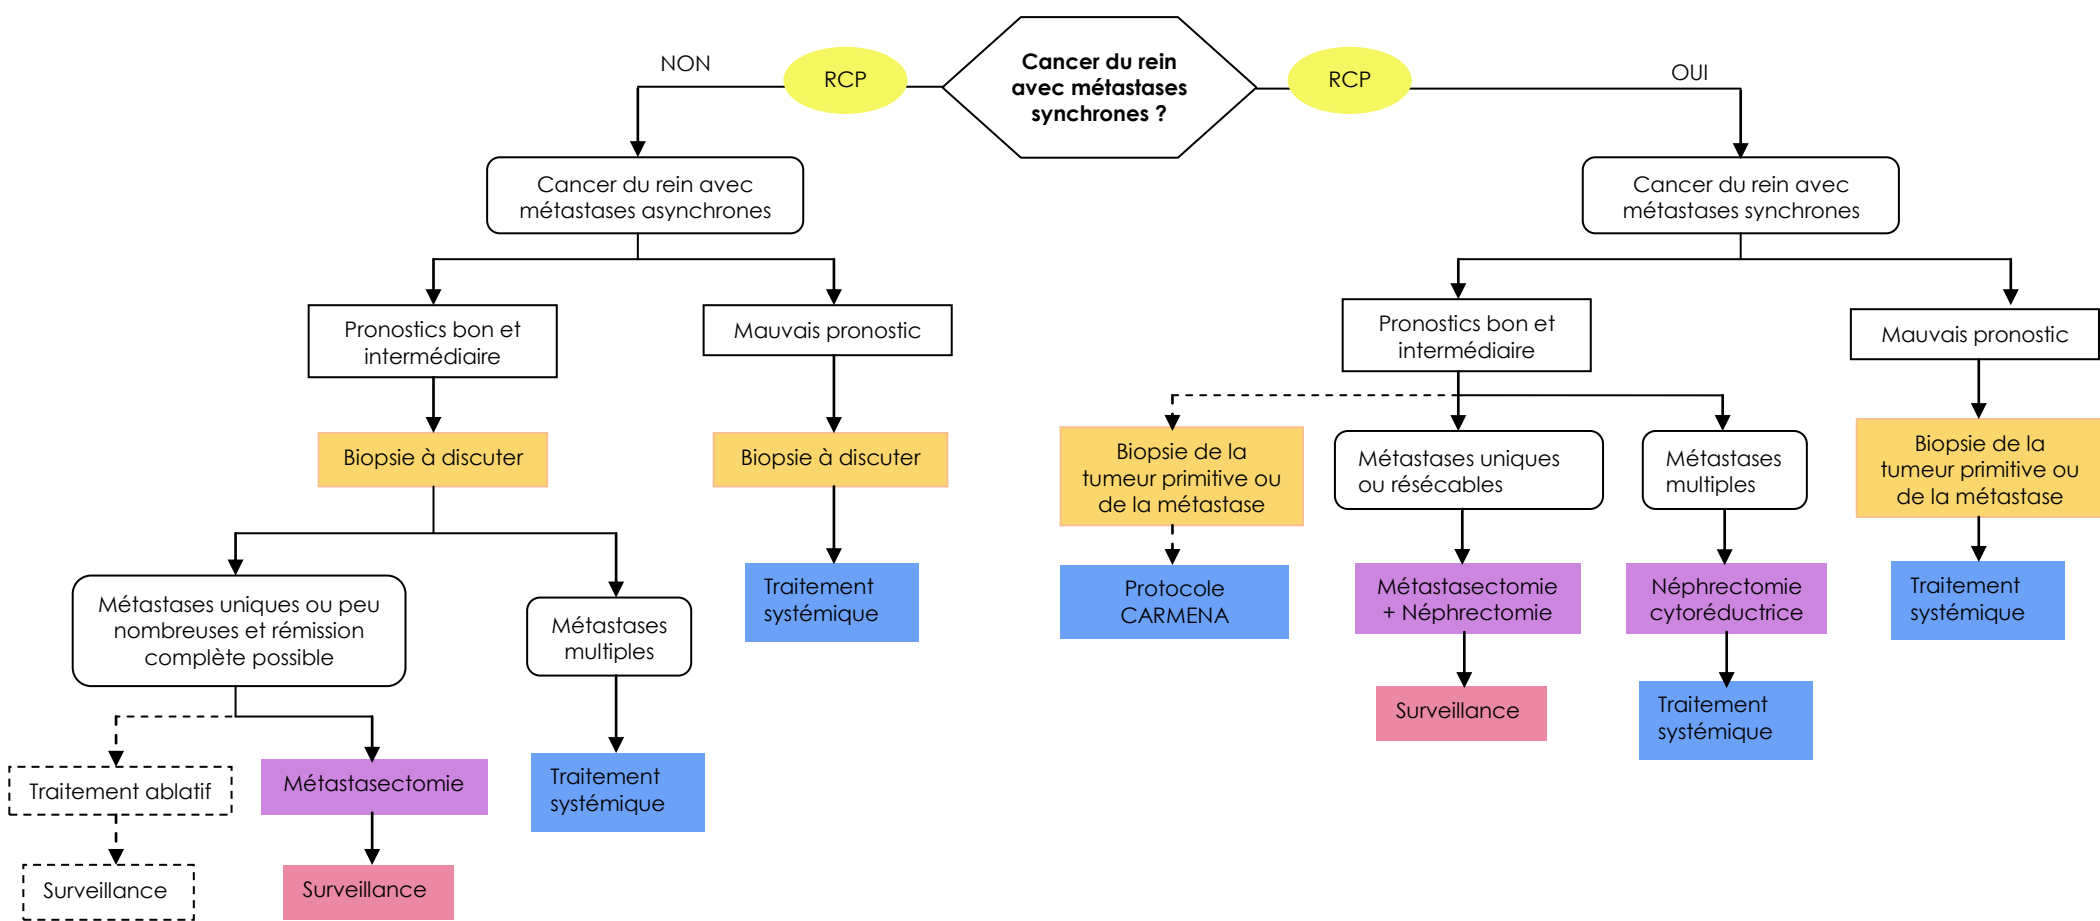 Cancer du rein
avec métastases
synchrones ?
NON
RCP
RCP
OUI
Cancer du rein avec
métastases asynchrones
Cancer du rein avec
métastases synchrones
Pronostics bon et
intermédiaire
Mauvais pronostic
Pronostics bon et
intermédiaire
Mauvais pronostic
Biopsie à discuter
Biopsie à discuter
Biopsie de la
tumeur primitive ou
de la métastase
Métastases uniques
ou résécables
Métastases
multiples
Biopsie de la
tumeur primitive ou
de la métastase
Métastases uniques ou peu
nombreuses et rémission
complète possible
Métastases
multiples
Traitement
systémique
Protocole
CARMENA
Métastasectomie
+ Néphrectomie
Néphrectomie
cytoréductrice
Traitement
systémique
Surveillance
Traitement
systémique
Traitement ablatif
Métastasectomie
Traitement
systémique
Surveillance
Surveillance